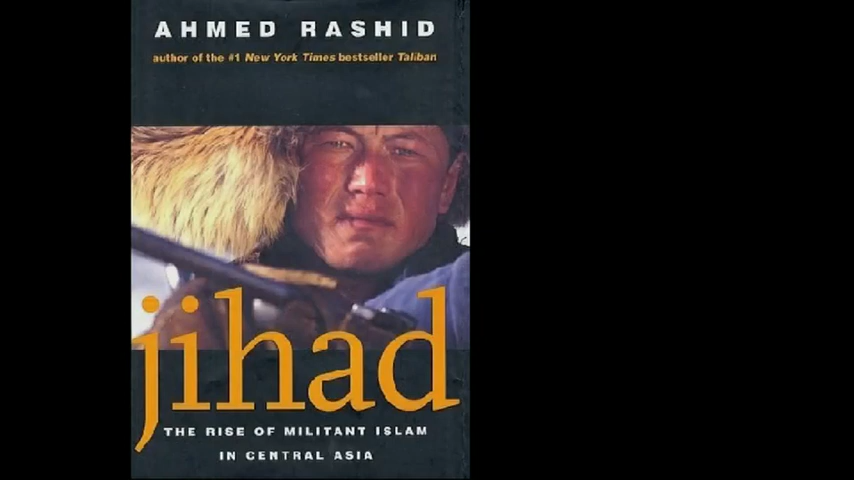 AHMED RASHID
author of the #1 New York Times bestseller Taliban
jihad
THE RISE OF MILITANT ISLAM
IN CENTRAL ASIA